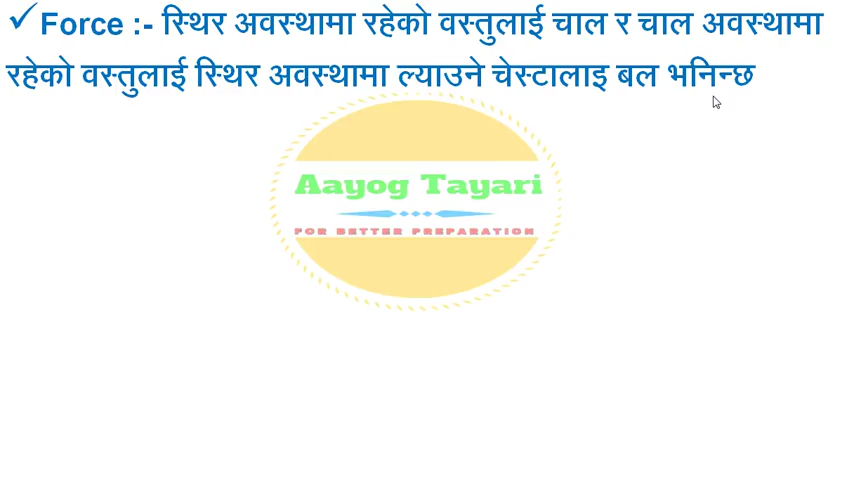 ✓Force :- स्थिर अवस्थामा रहेको वस्तुलाई चाल र चाल अवस्थामा
रहेको वस्तुलाई स्थिर अवस्थामा ल्याउने चेस्टालाइ बल भनिन्छ
Aayog Tayari
FOR BETTER PREPARATION